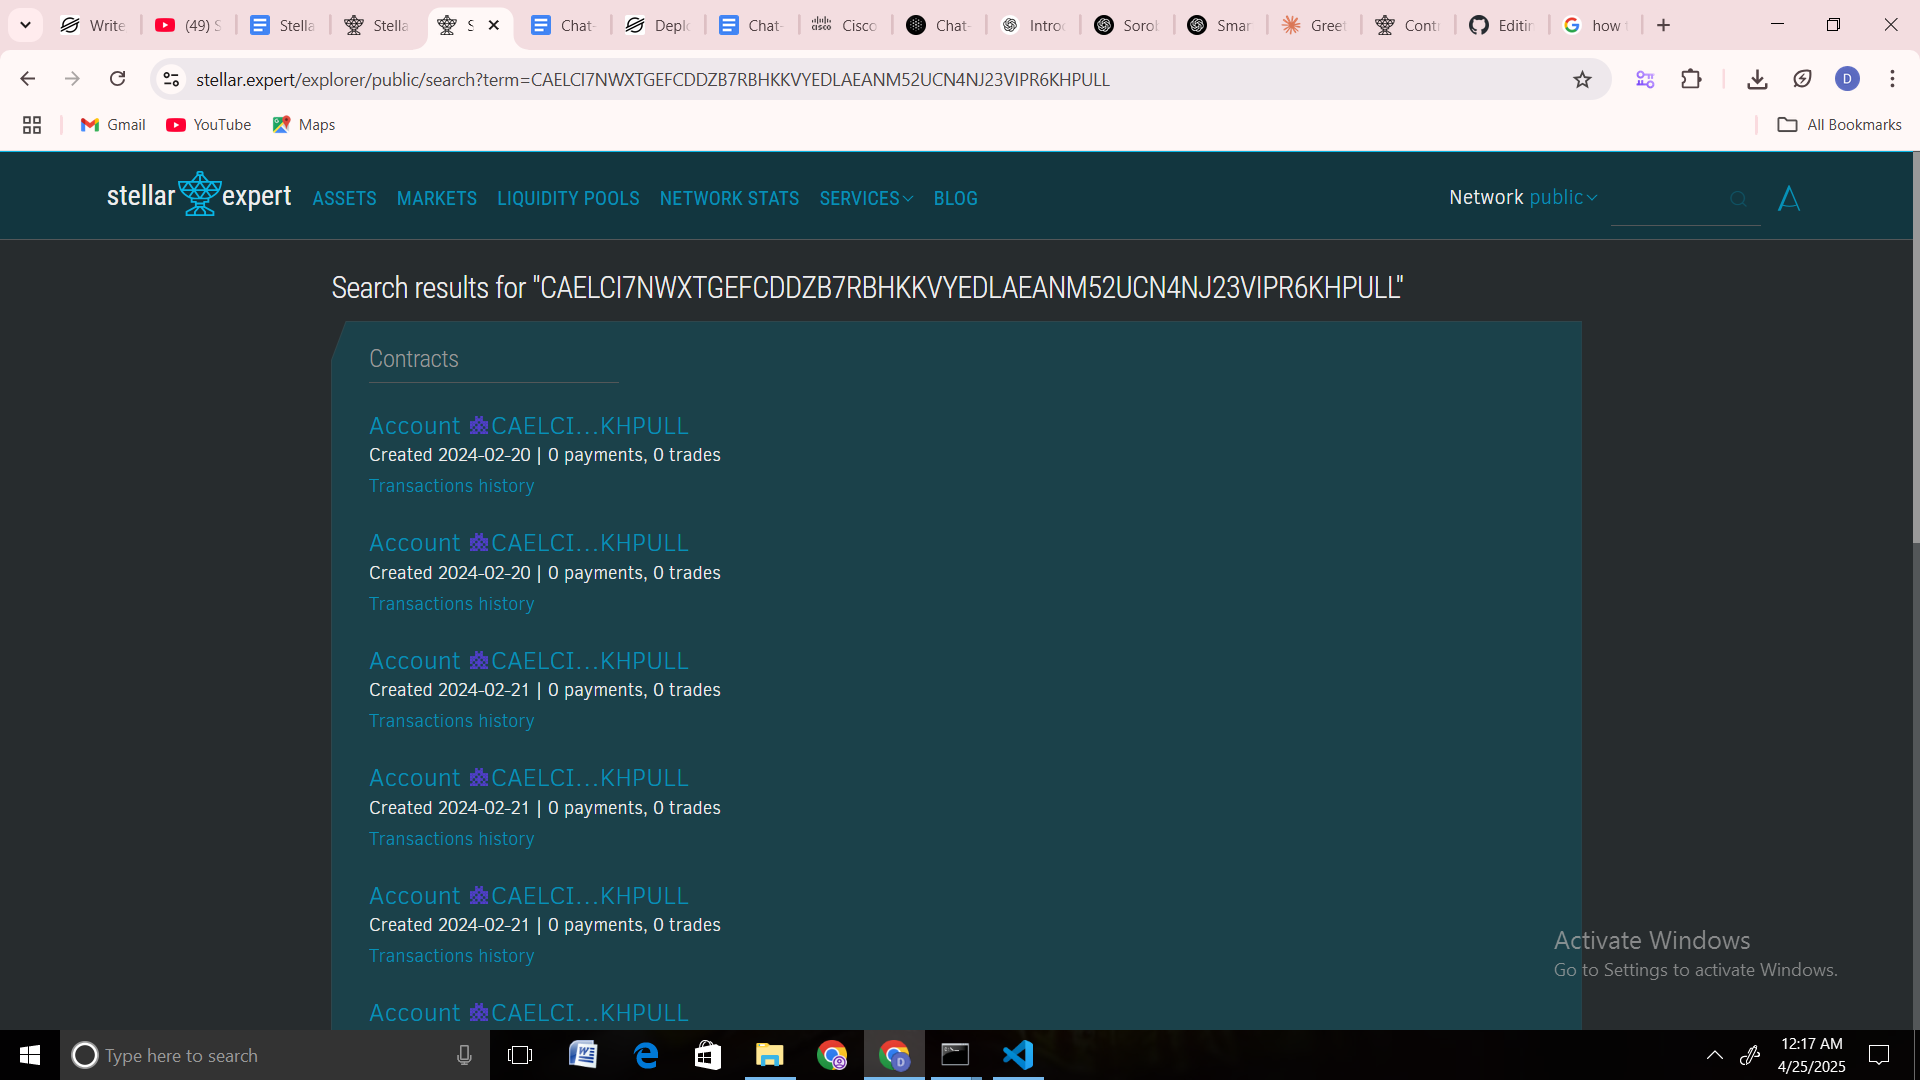 Write
(49) S
Stella
Stella
S
Chat-
Deplo
Chat-
Cisco
Chat-
Introd
Sorob
Smar
Greet
Contr
Editin
how t
stellar.expert/explorer/public/search?term=CAELCI7NWXTGEFCDDZB7RBHKKVYEDLAEANM52UCN4NJ23VIPR6KHPULL
D
Gmail
YouTube
Maps
All Bookmarks
stellar expert
ASSETS
MARKETS
LIQUIDITY POOLS
NETWORK STATS
SERVICES
BLOG
Network public
Search results for "CAELCI7NWXTGEFCDDZB7RBHKKVYEDLAEANM52UCN4NJ23VIPR6KHPULL"
Contracts
Account CAELCI…KHPULL
Created 2024-02-20 | 0 payments, 0 trades
Transactions history
Account CAELCI…KHPULL
Created 2024-02-20 | 0 payments, 0 trades
Transactions history
Account CAELCI…KHPULL
Created 2024-02-21 | 0 payments, 0 trades
Transactions history
Account CAELCI…KHPULL
Created 2024-02-21 | 0 payments, 0 trades
Transactions history
Account CAELCI…KHPULL
Created 2024-02-21 | 0 payments, 0 trades
Transactions history
Account CAELCI…KHPULL
Activate Windows
Go to Settings to activate Windows.
Type here to search
12:17 AM
4/25/2025